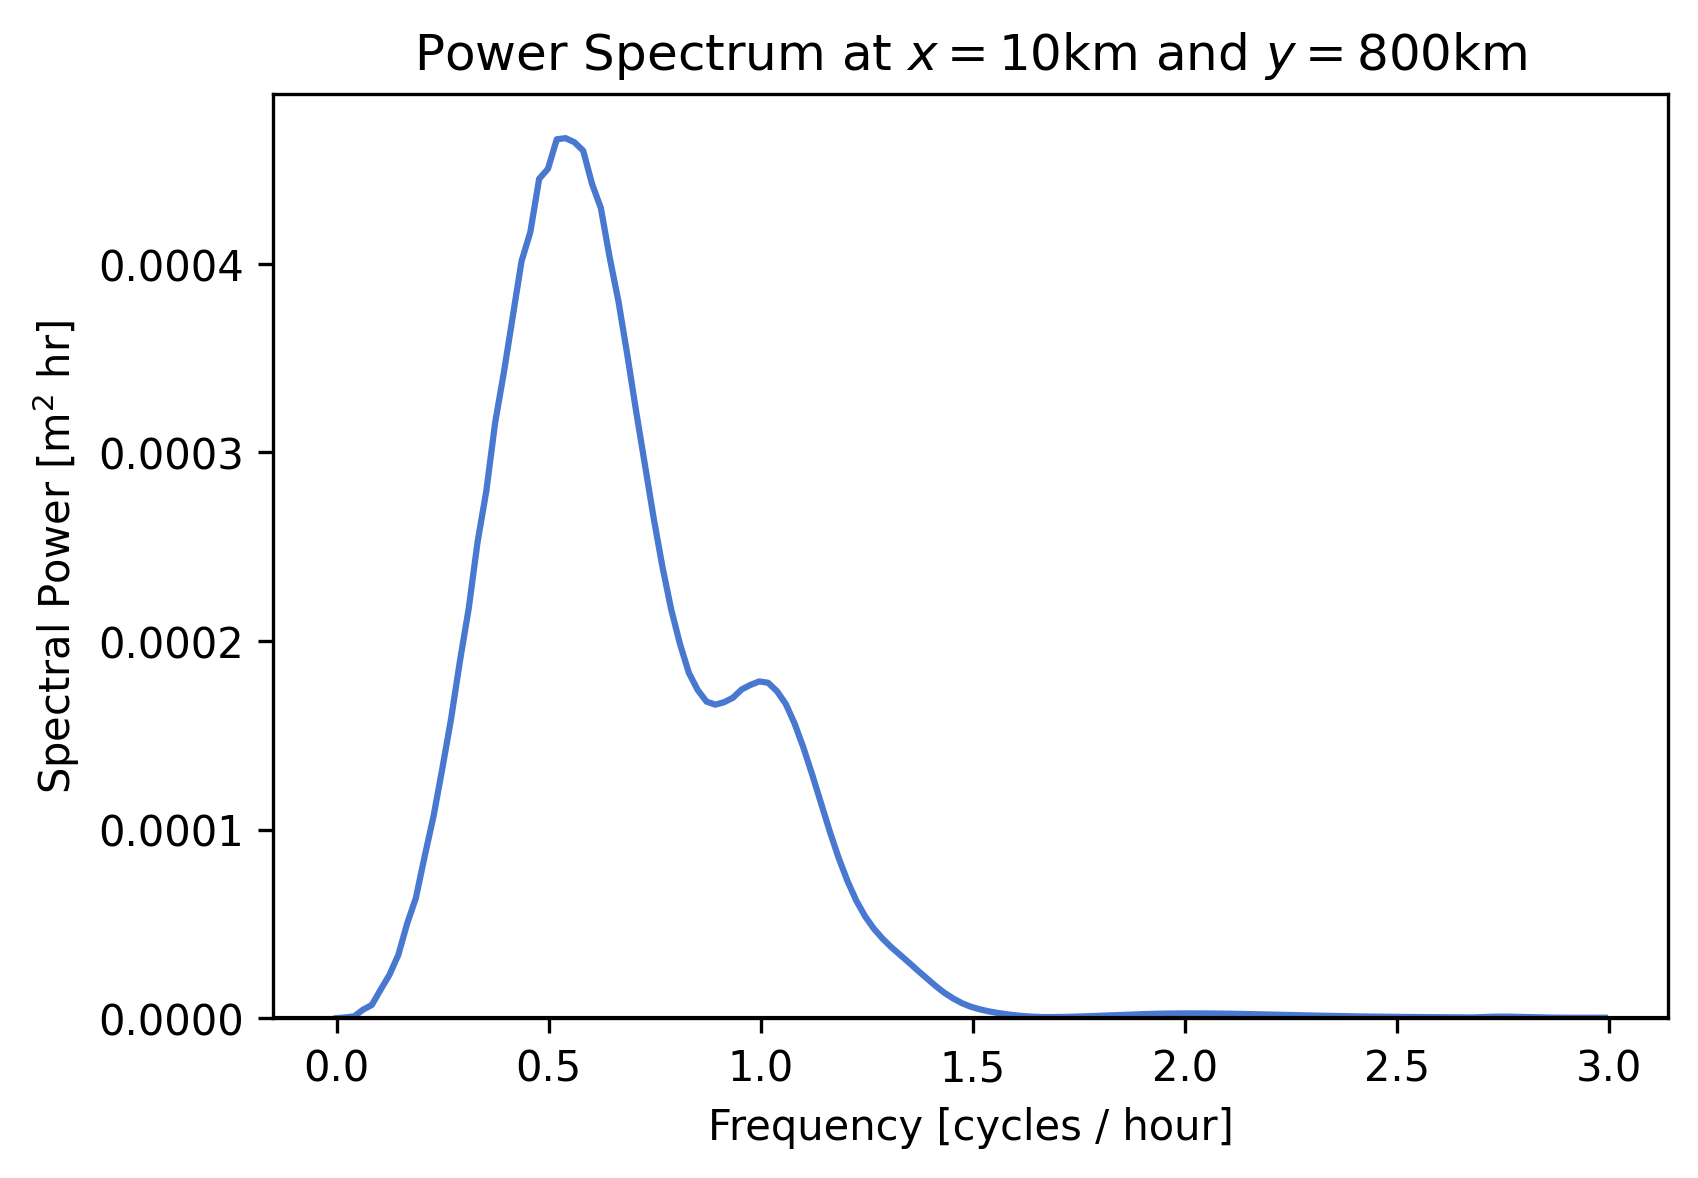 Power Spectrum at x = 10km and y = 800km
Spectral Power [m² hr]
0.0004
0.0003
0.0002
0.0001
0.0000
0.0 0.5 1.0 1.5 2.0 2.5 3.0
Frequency [cycles / hour]